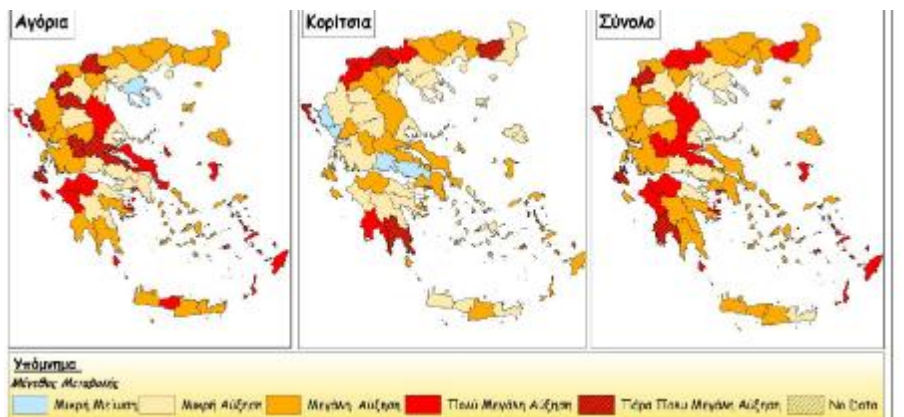 Αγόρια
Κορίτσια
Σύνολο
Υπόμνημα
Μέγεθος Μεταβολής
Μικρή Μείωση
Μικρή Αύξηση
Μεγάλη Αύξηση
Πολύ Μεγάλη Αύξηση
Πάρα Πολυ Μεγάλη Αύξηση
No Data